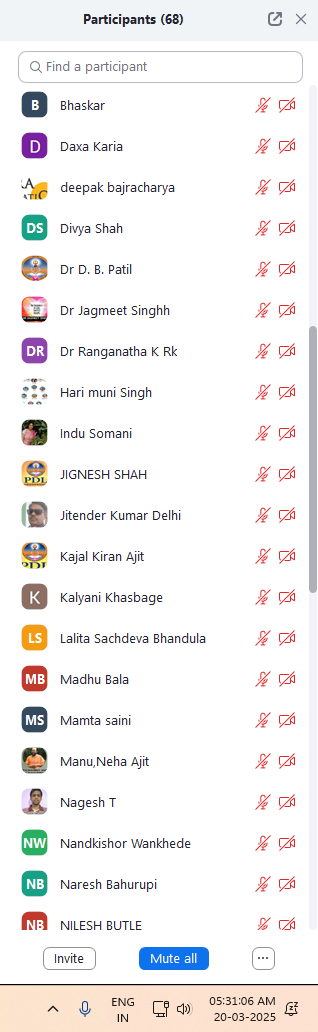 Participants (68)
Find a participant
B Bhaskar
D Daxa Karia
deepak bajracharya
DS Divya Shah
Dr D. B. Patil
Dr Jagmeet Singhh
DR Dr Ranganatha K Rk
Hari muni Singh
Indu Somani
PDL JIGNESH SHAH
Jitender Kumar Delhi
Kajal Kiran Ajit
K Kalyani Khasbage
LS Lalita Sachdeva Bhandula
MB Madhu Bala
MS Mamta saini
Manu,Neha Ajit
Nagesh T
NW Nandkishor Wankhede
NB Naresh Bahurupi
NB NILESH BUTLE
Invite Mute all ...
ENG 05:31:06 AM
IN 20-03-2025